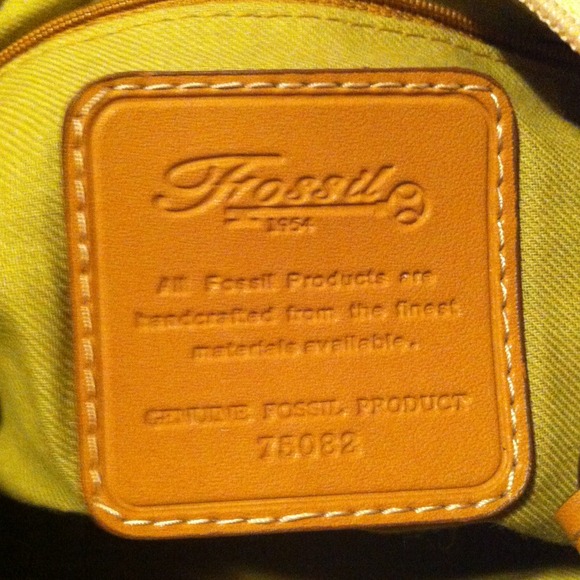 Fossil
1954
All Fossil Products are
handcrafted from the finest
materials available.
GENUINE FOSSIL PRODUCT
75082